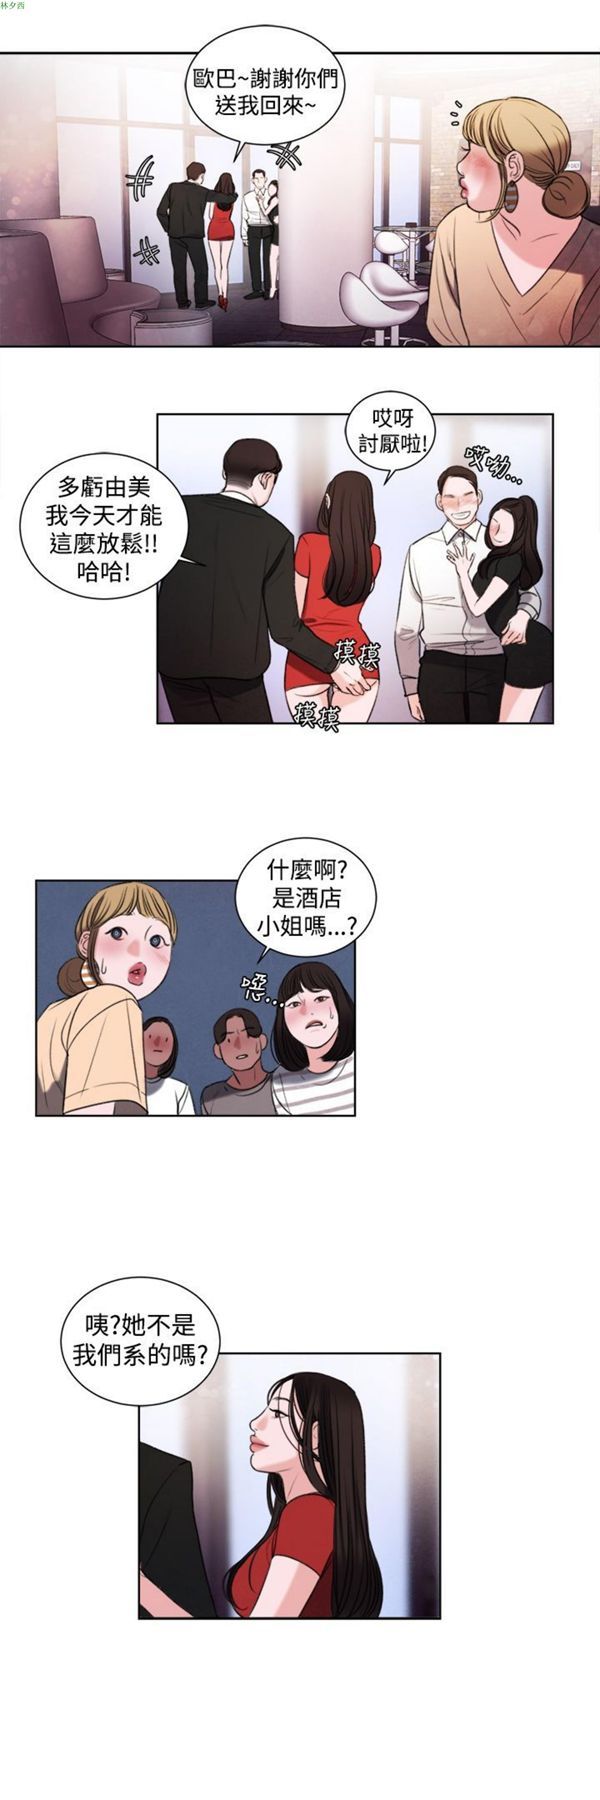 林夕西
歐巴~謝謝你們
送我回來~
哎呀
討厭啦!
哎呦...
多虧由美
我今天才能
這麼放鬆!!
哈哈!
摸摸
摸摸
什麼啊?
是酒店
小姐嗎...?
噁...
咦?她不是
我們系的嗎?